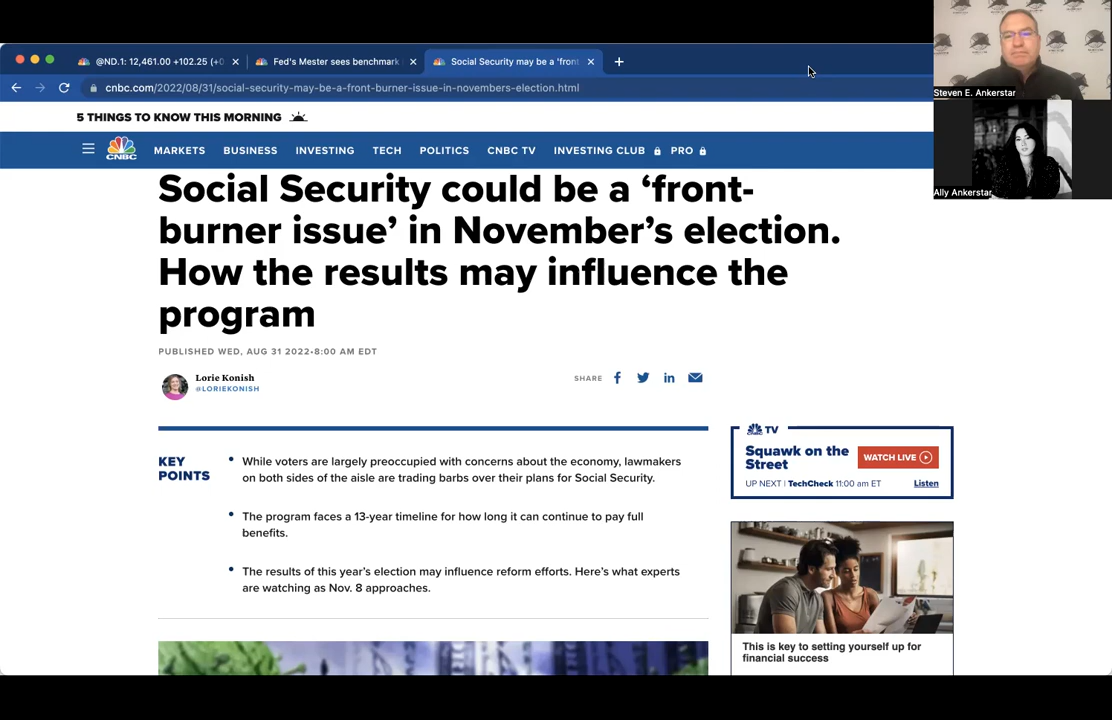 @ND.1: 12,461.00 +102.25 (+0
Fed's Mester sees benchmark
Social Security may be a 'front
cnbc.com/2022/08/31/social-security-may-be-a-front-burner-issue-in-novembers-election.html
Steven E. Ankerstar
Ally Ankerstar
5 THINGS TO KNOW THIS MORNING
CNBC
MARKETS BUSINESS INVESTING TECH POLITICS CNBC TV INVESTING CLUB PRO
Social Security could be a ‘front-
burner issue’ in November’s election.
How the results may influence the
program
PUBLISHED WED, AUG 31 2022•8:00 AM EDT
Lorie Konish
@LORIEKONISH
SHARE
KEY
POINTS
While voters are largely preoccupied with concerns about the economy, lawmakers
on both sides of the aisle are trading barbs over their plans for Social Security.
The program faces a 13-year timeline for how long it can continue to pay full
benefits.
The results of this year’s election may influence reform efforts. Here’s what experts
are watching as Nov. 8 approaches.
CNBC TV
Squawk on the
Street
WATCH LIVE
UP NEXT | TechCheck 11:00 am ET
Listen
This is key to setting yourself up for
financial success